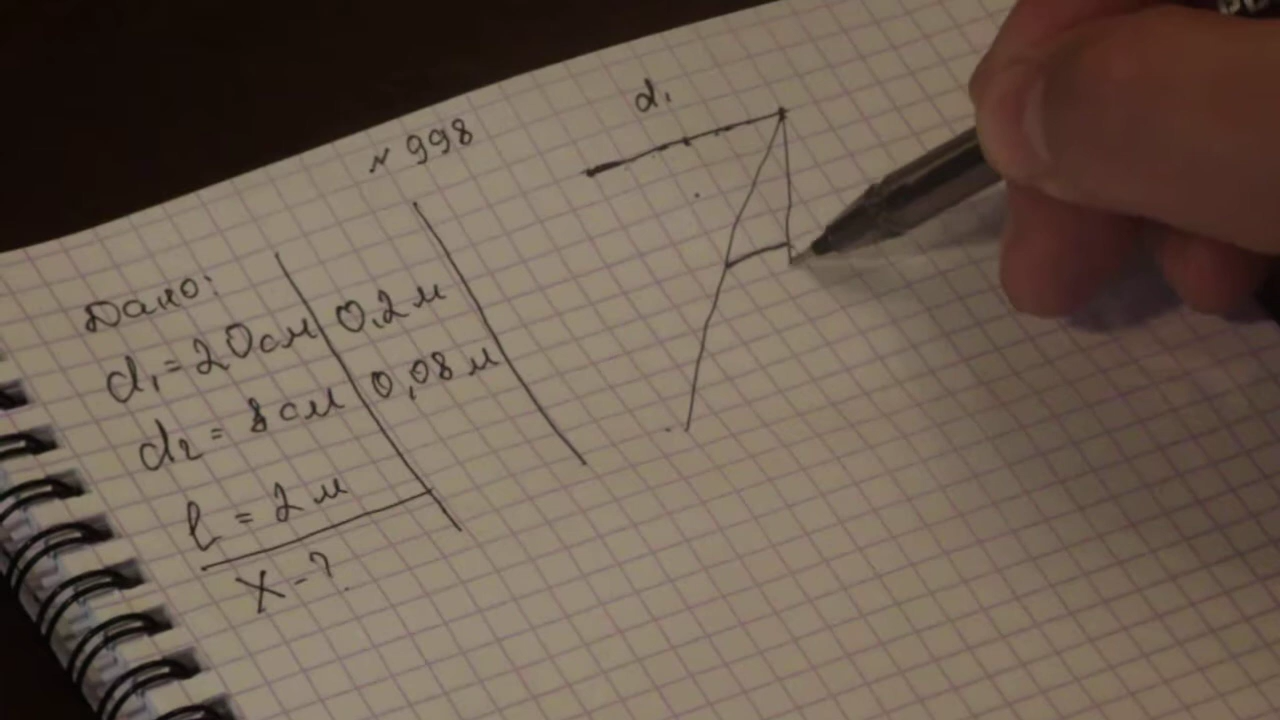 № 998
d₁
Дано:
d₁ = 20 см 0,2 м
d₂ = 8 см 0,08 м
l = 2 м
X - ?